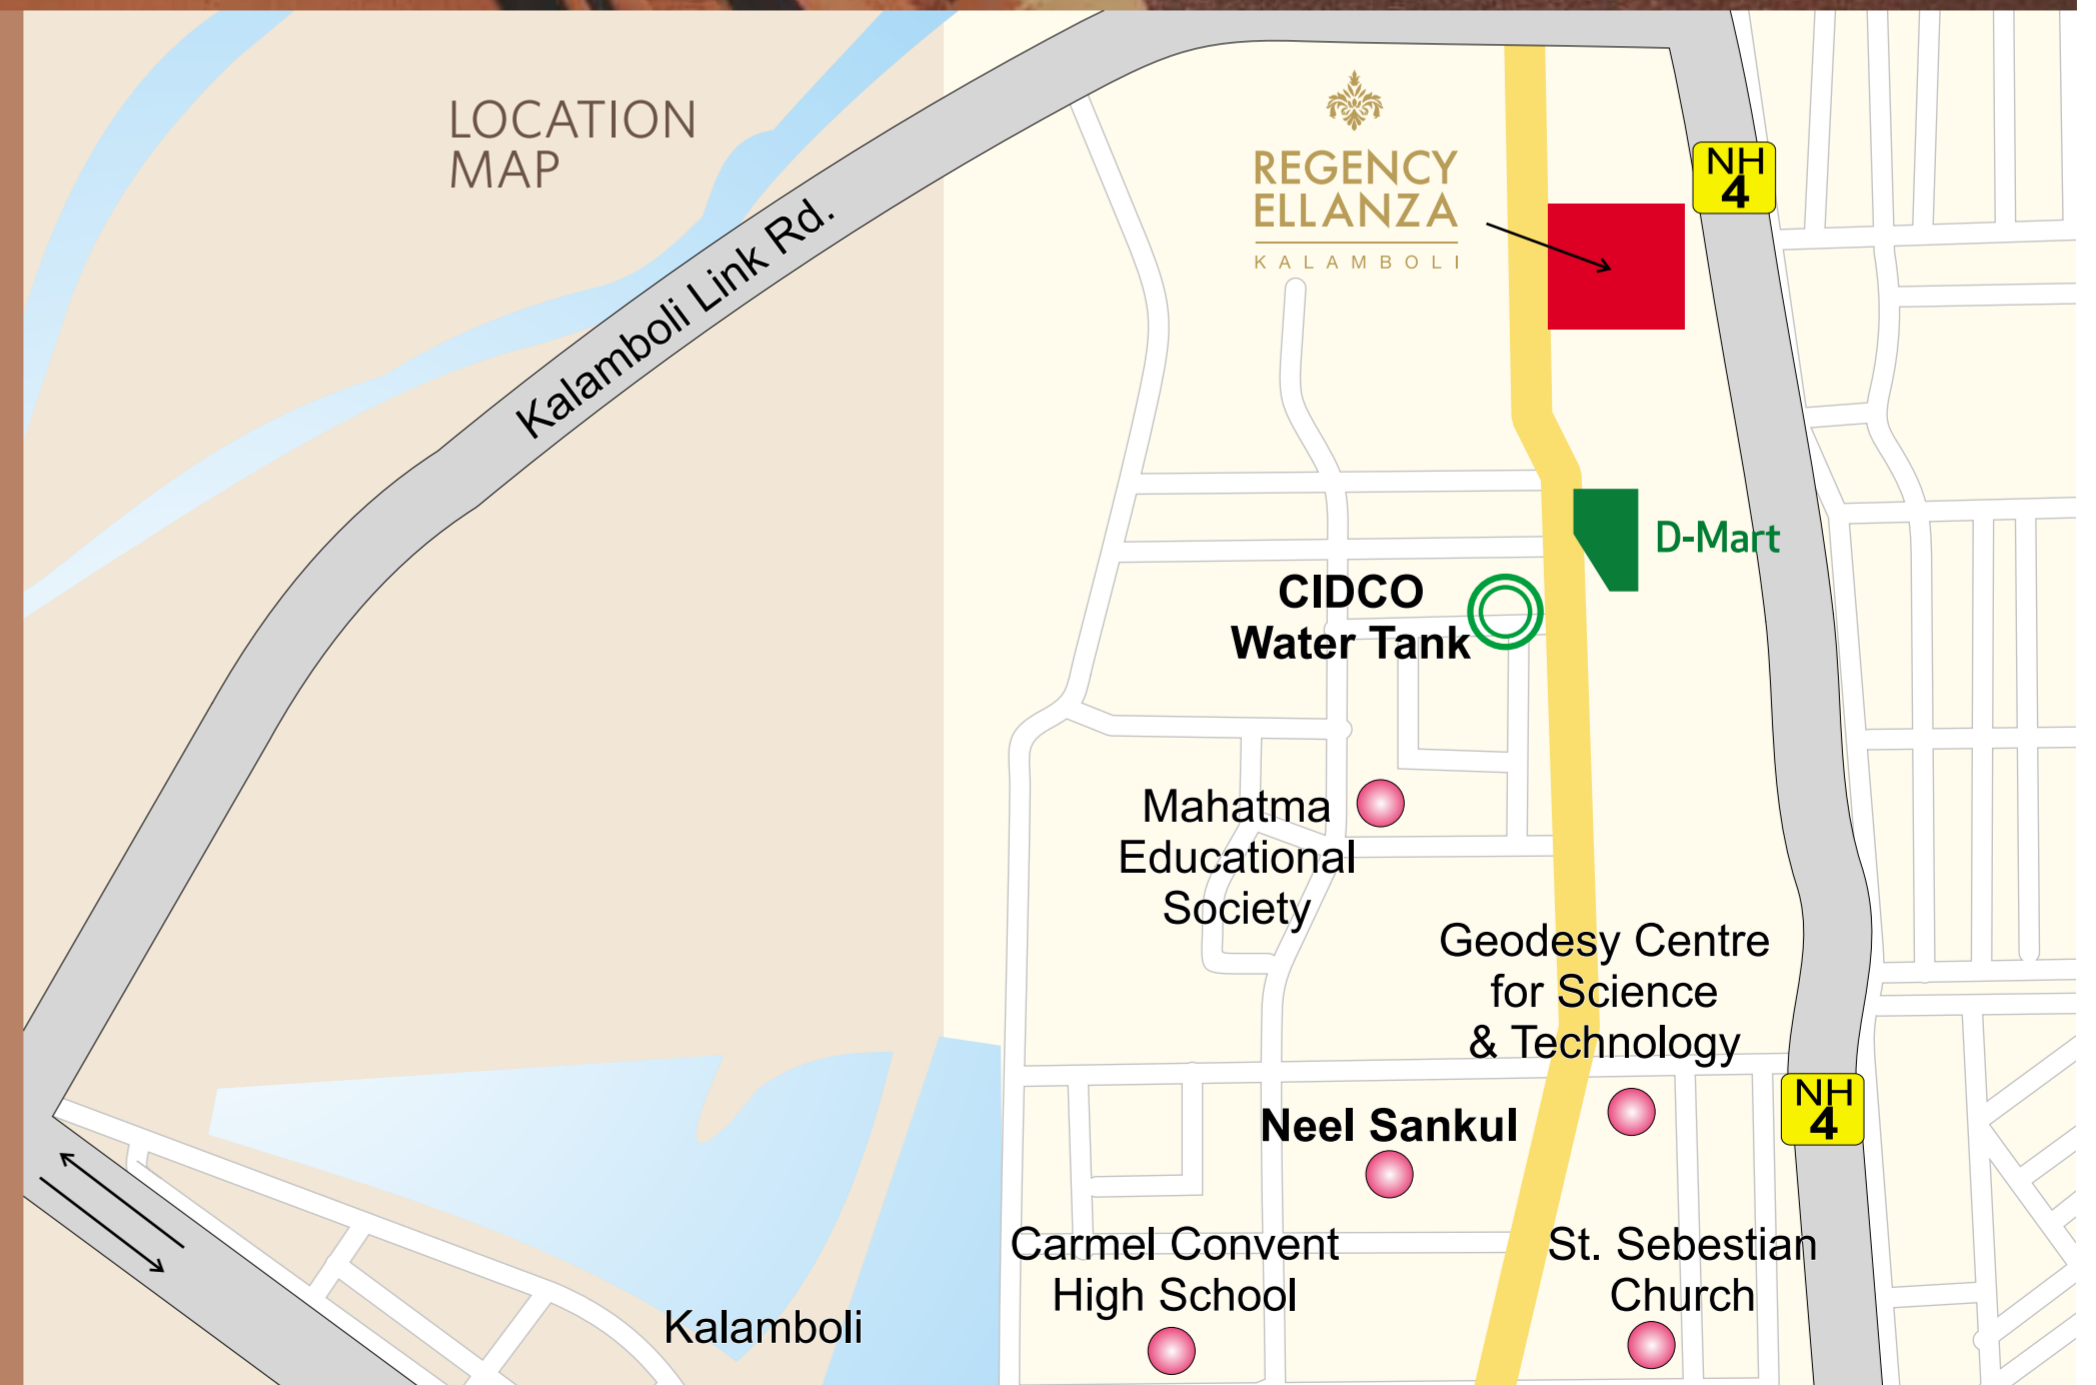 LOCATION
MAP
Kalamboli Link Rd.
REGENCY
ELLANZA
KALAMBOLI
NH
4
D-Mart
CIDCO
Water Tank
Mahatma
Educational
Society
Geodesy Centre
for Science
& Technology
NH
4
Neel Sankul
Carmel Convent
High School
St. Sebestian
Church
Kalamboli